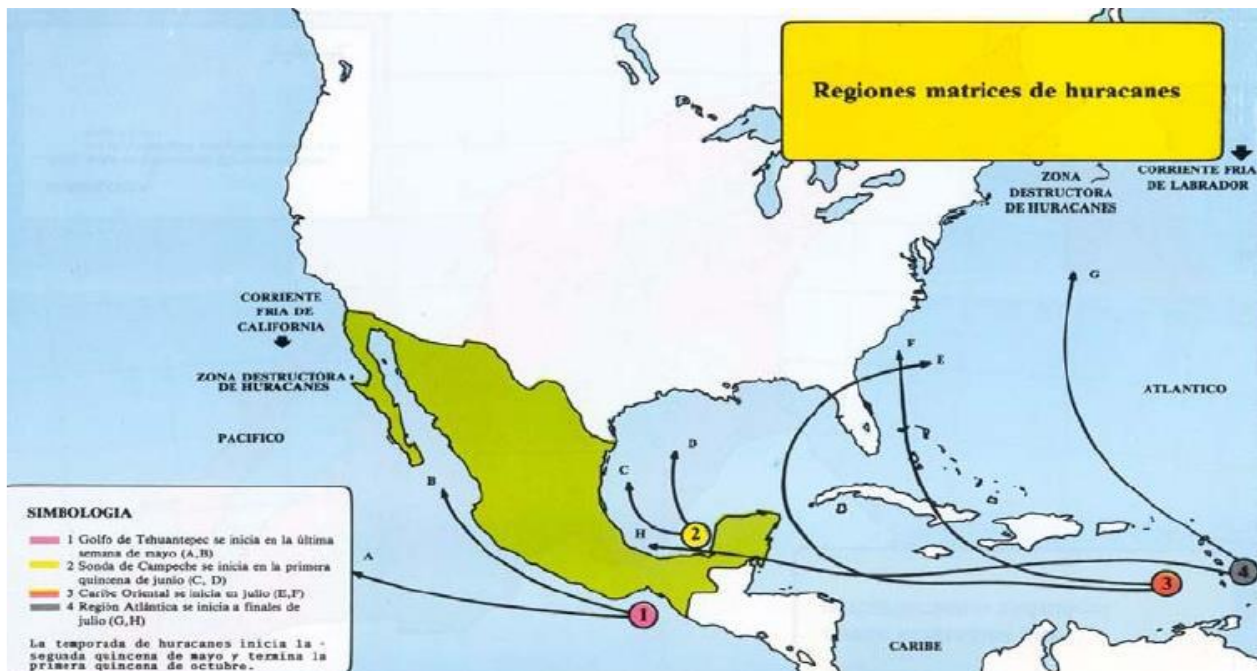 Regiones matrices de huracanes
CORRIENTE FRIA
DE LABRADOR
ZONA
DESTRUCTORA
DE HURACANES
G
CORRIENTE
FRIA DE
CALIFORNIA
F
E
ZONA DESTRUCTORA
DE HURACANES
ATLANTICO
PACIFICO
D
C
B
2
H
A
4
3
1
CARIBE
SIMBOLOGIA
1 Golfo de Tehuantepec se inicia en la última
semana de mayo (A,B)
2 Sonda de Campeche se inicia en la primera
quincena de junio (C, D)
3 Caribe Oriental se inicia en julio (E,F)
4 Región Atlántica se inicia a finales de
julio (G,H)
La temporada de huracanes inicia la -
segunda quincena de mayo y termina la
primera quincena de octubre.